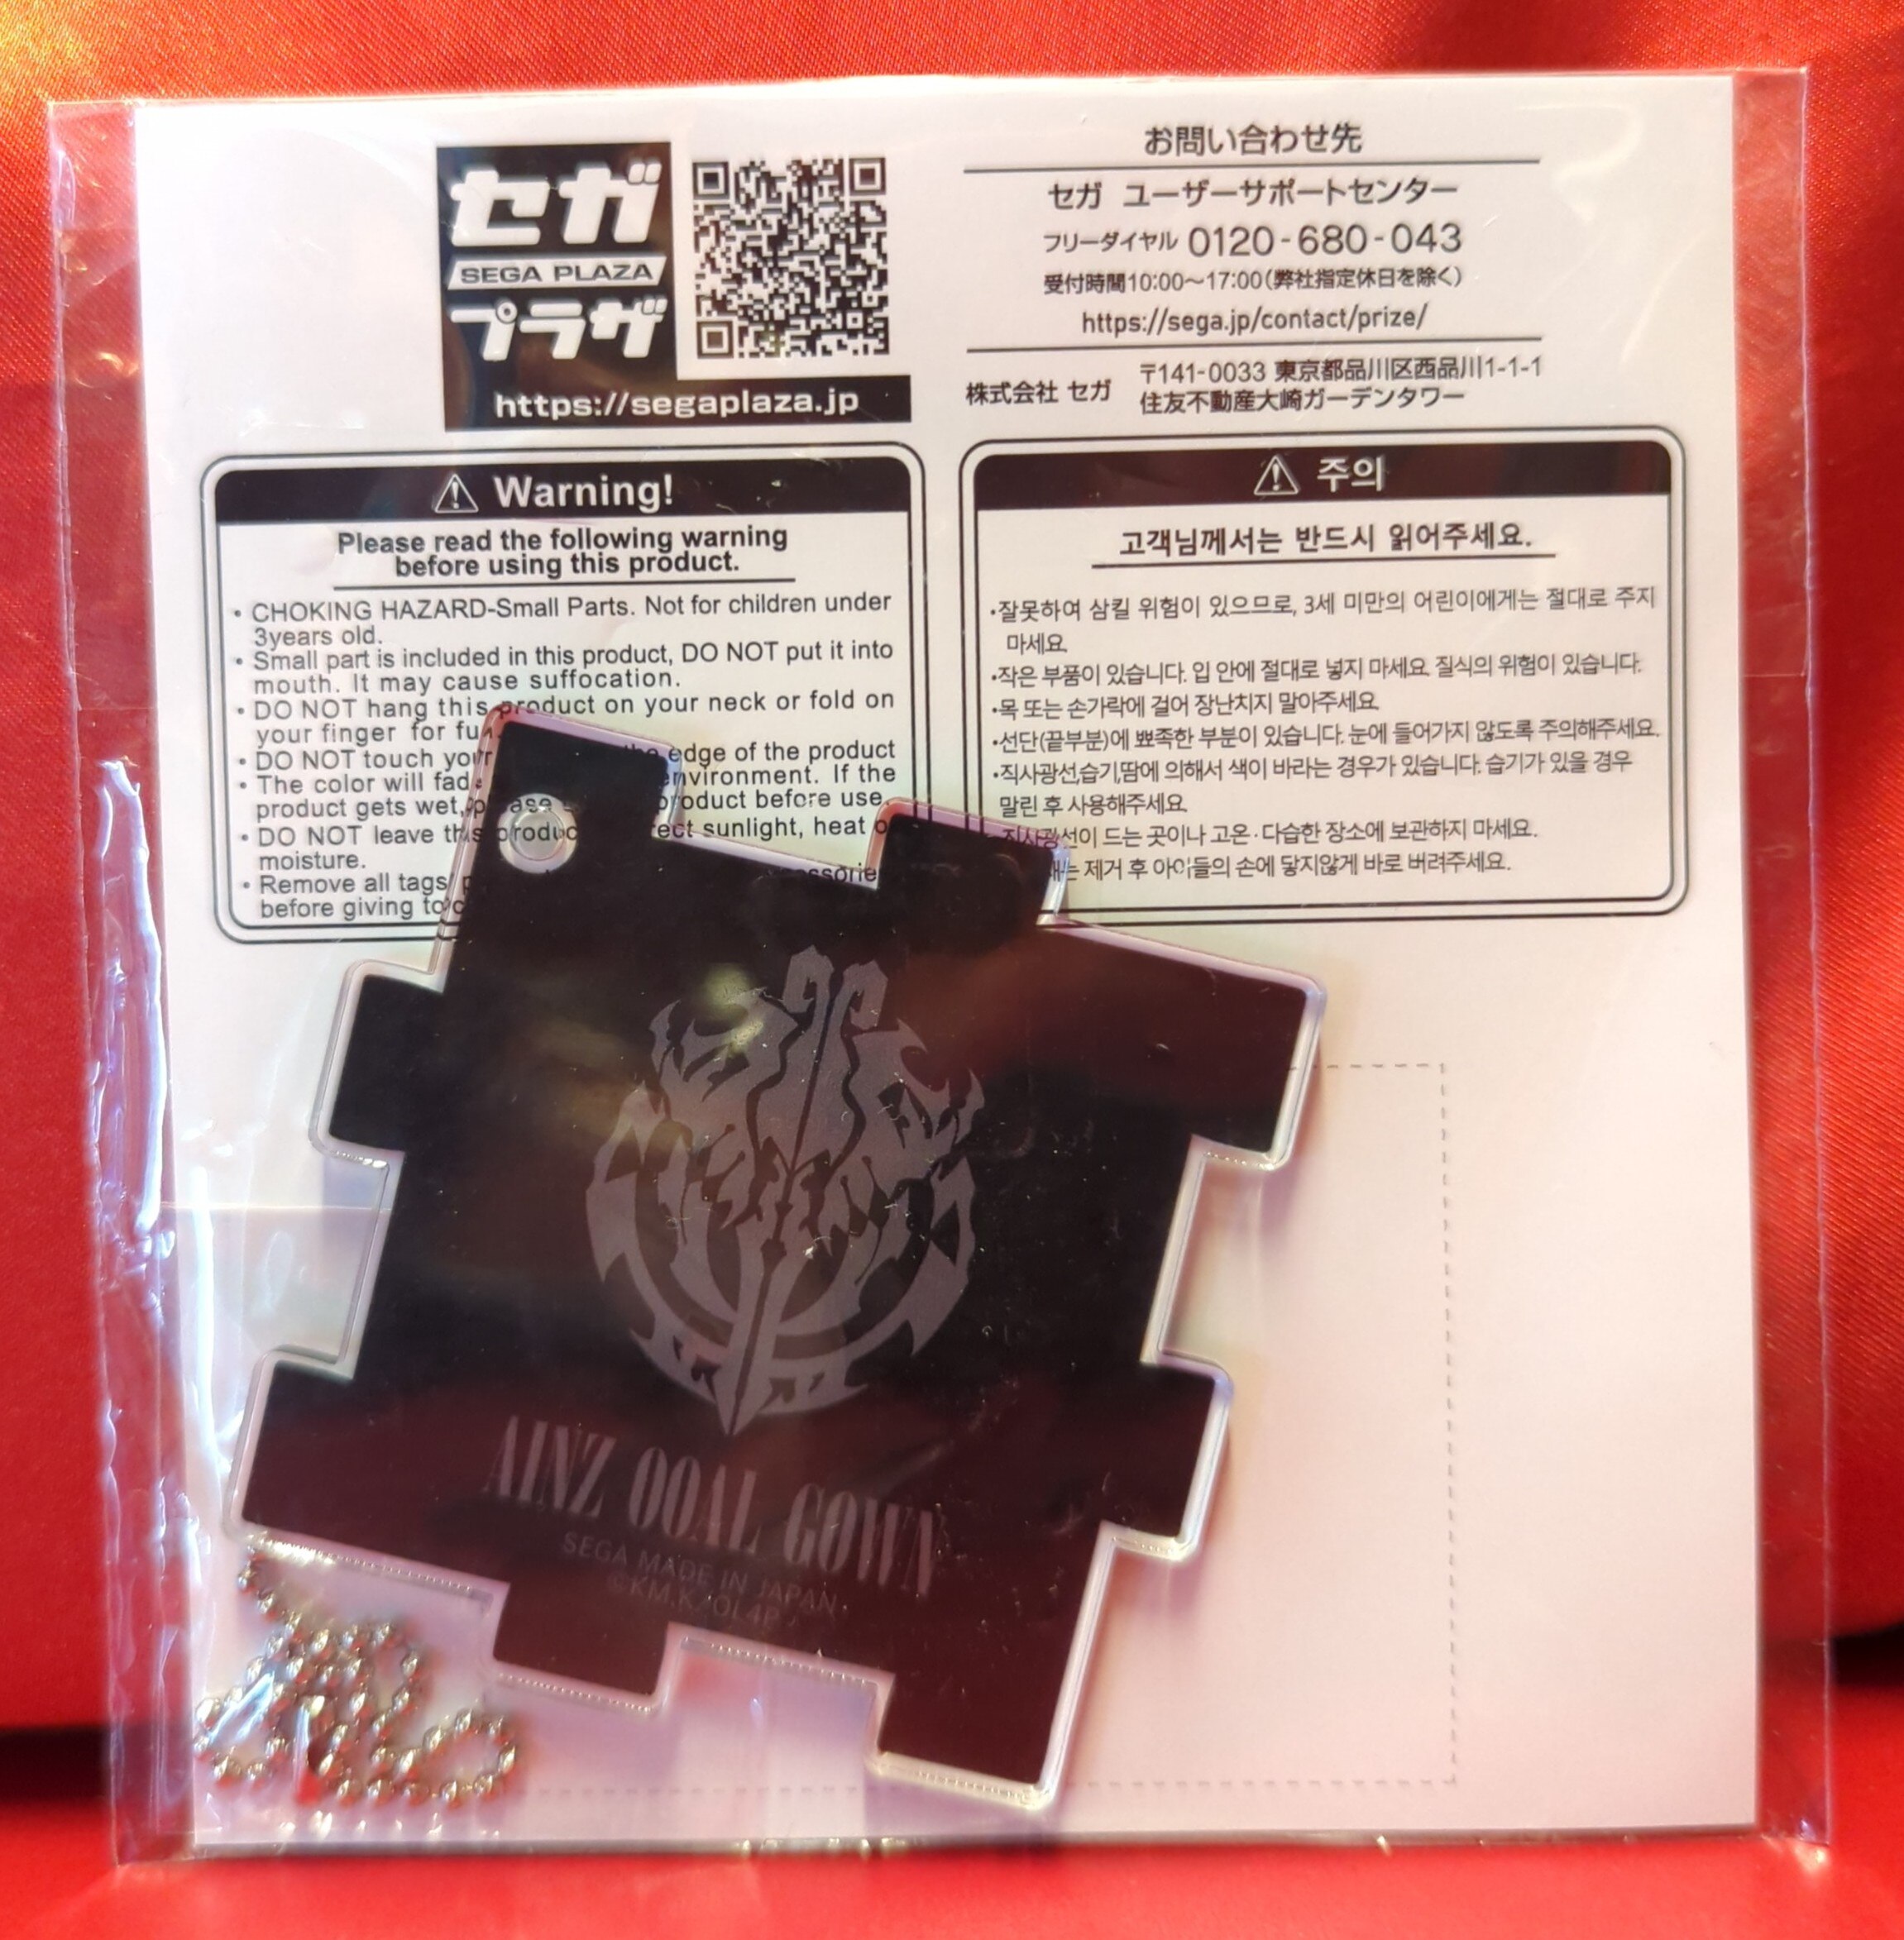 セガ
SEGA PLAZA
プラザ
https://segaplaza.jp
お問い合わせ先
セガ ユーザーサポートセンター
フリーダイヤル 0120-680-043
受付時間10:00〜17:00(弊社指定休日を除く)
https://sega.jp/contact/prize/
株式会社 セガ
〒141-0033 東京都品川区西品川1-1-1
住友不動産大崎ガーデンタワー
Warning!
Please read the following warning
before using this product.
• CHOKING HAZARD-Small Parts. Not for children under
3years old.
• Small part is included in this product, DO NOT put it into
mouth. It may cause suffocation.
• DO NOT hang this product on your neck or fold on
your finger for
• DO NOT touch your edge of the product
• The color will environment. If the
product gets wet, please product before use.
• DO NOT leave this product sunlight, heat
moisture.
• Remove all tags
before giving to
주의
고객님께서는 반드시 읽어주세요.
•잘못하여 삼킬 위험이 있으므로, 3세 미만의 어린이에게는 절대로 주지
마세요.
•작은 부품이 있습니다. 입 안에 절대로 넣지 마세요. 질식의 위험이 있습니다.
•목 또는 손가락에 걸어 장난치지 말아주세요.
•선단(끝부분)에 뾰족한 부분이 있습니다. 눈에 들어가지 않도록 주의해주세요.
•직사광선,습기,땀에 의해서 색이 바라는 경우가 있습니다. 습기가 있을 경우
말린 후 사용해주세요.
직사광선이 드는 곳이나 고온·다습한 장소에 보관하지 마세요.
제거 후 아이들의 손에 닿지않게 바로 버려주세요.
AINZ OOAL GOWN
SEGA MADE IN JAPAN